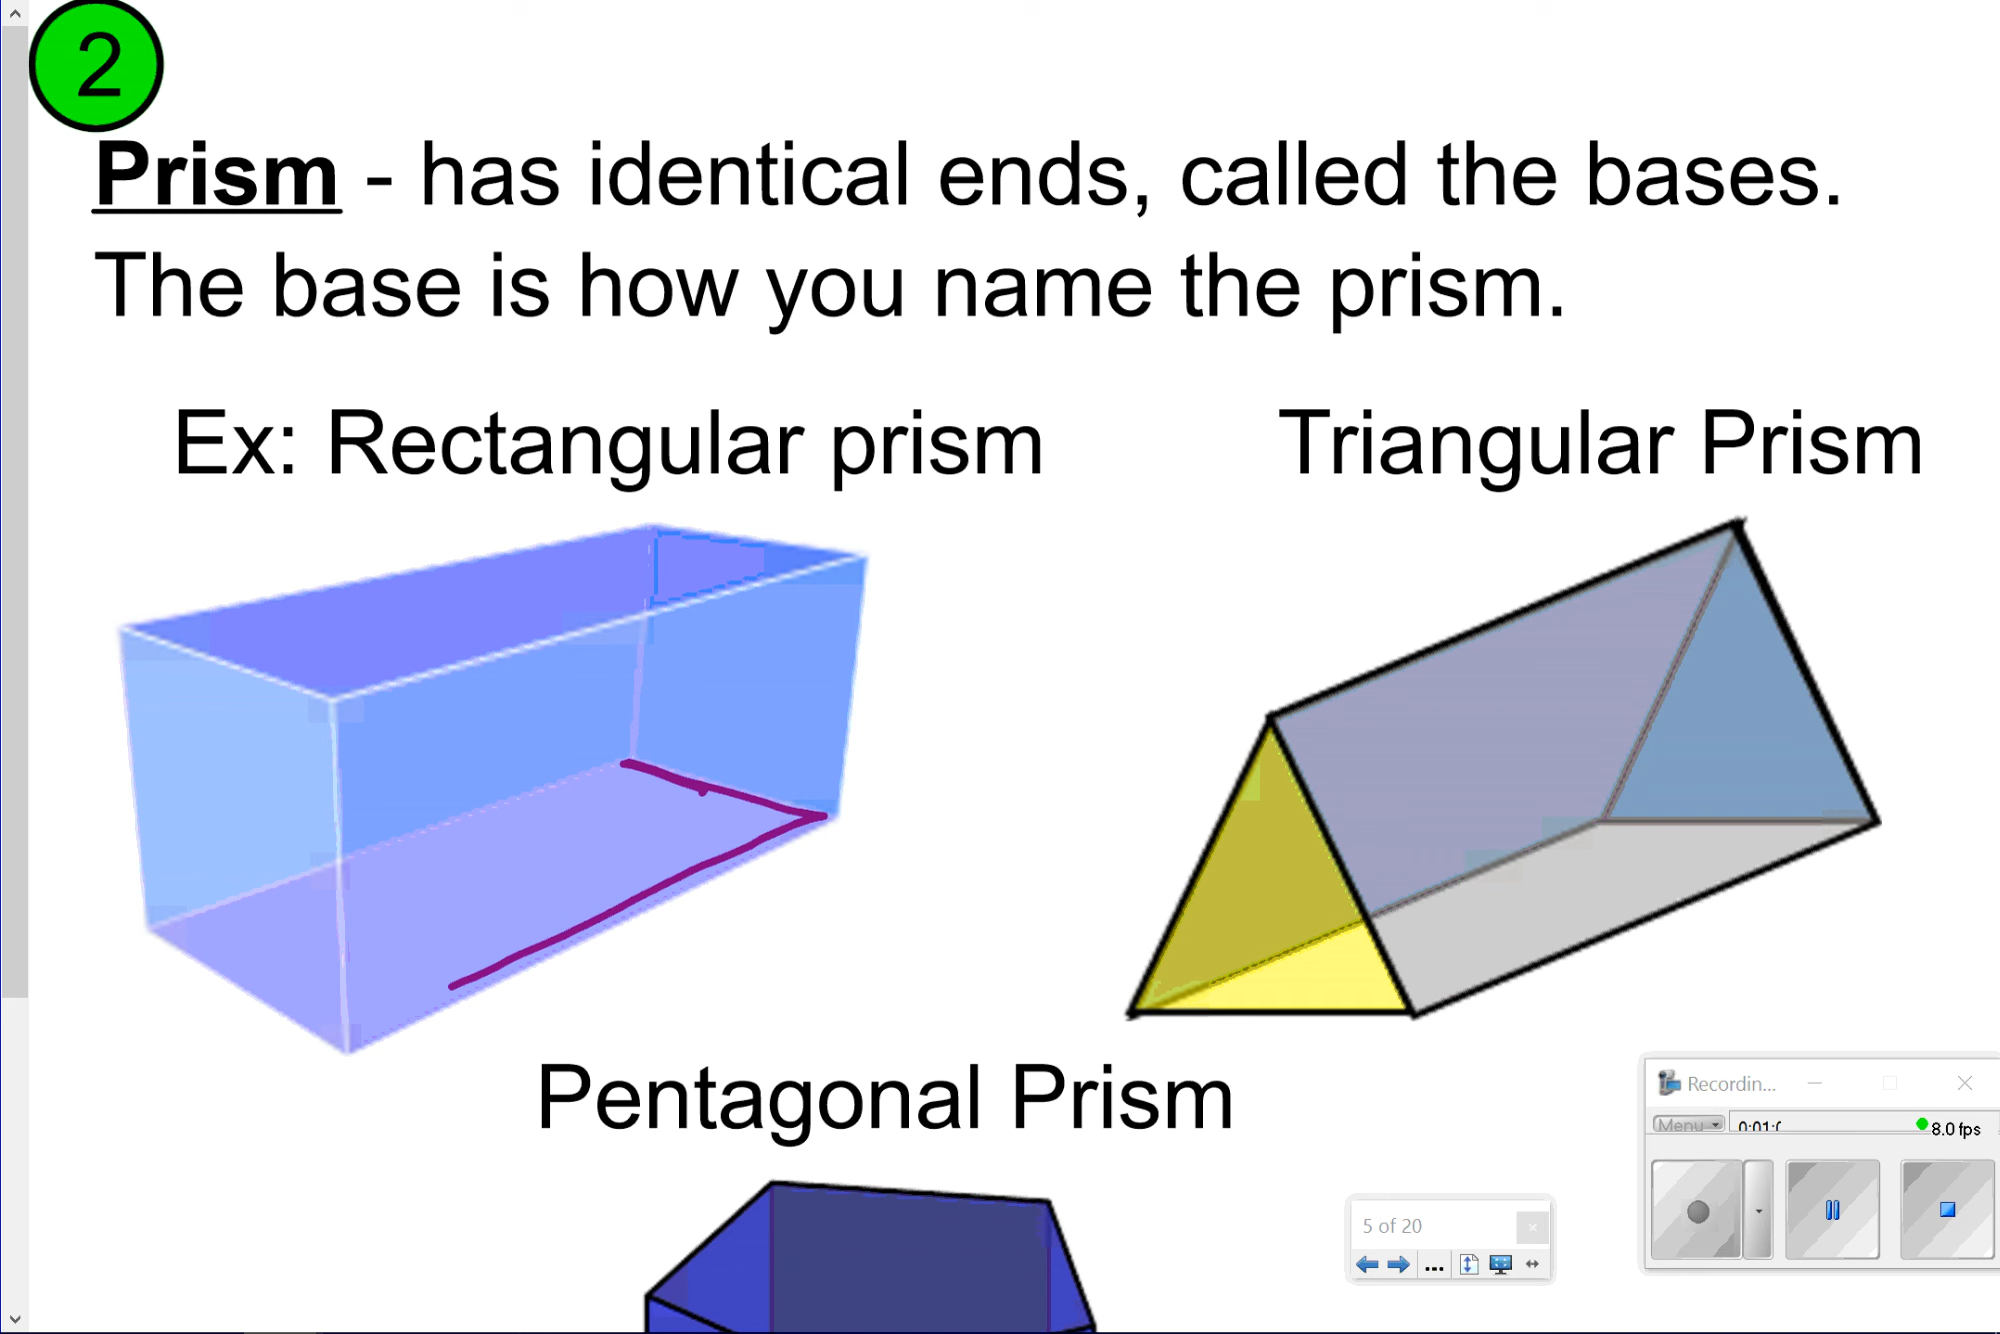 2
Prism - has identical ends, called the bases.
The base is how you name the prism.
Ex: Rectangular prism
Triangular Prism
Pentagonal Prism
Recordin...
Menu
8.0 fps
5 of 20
...